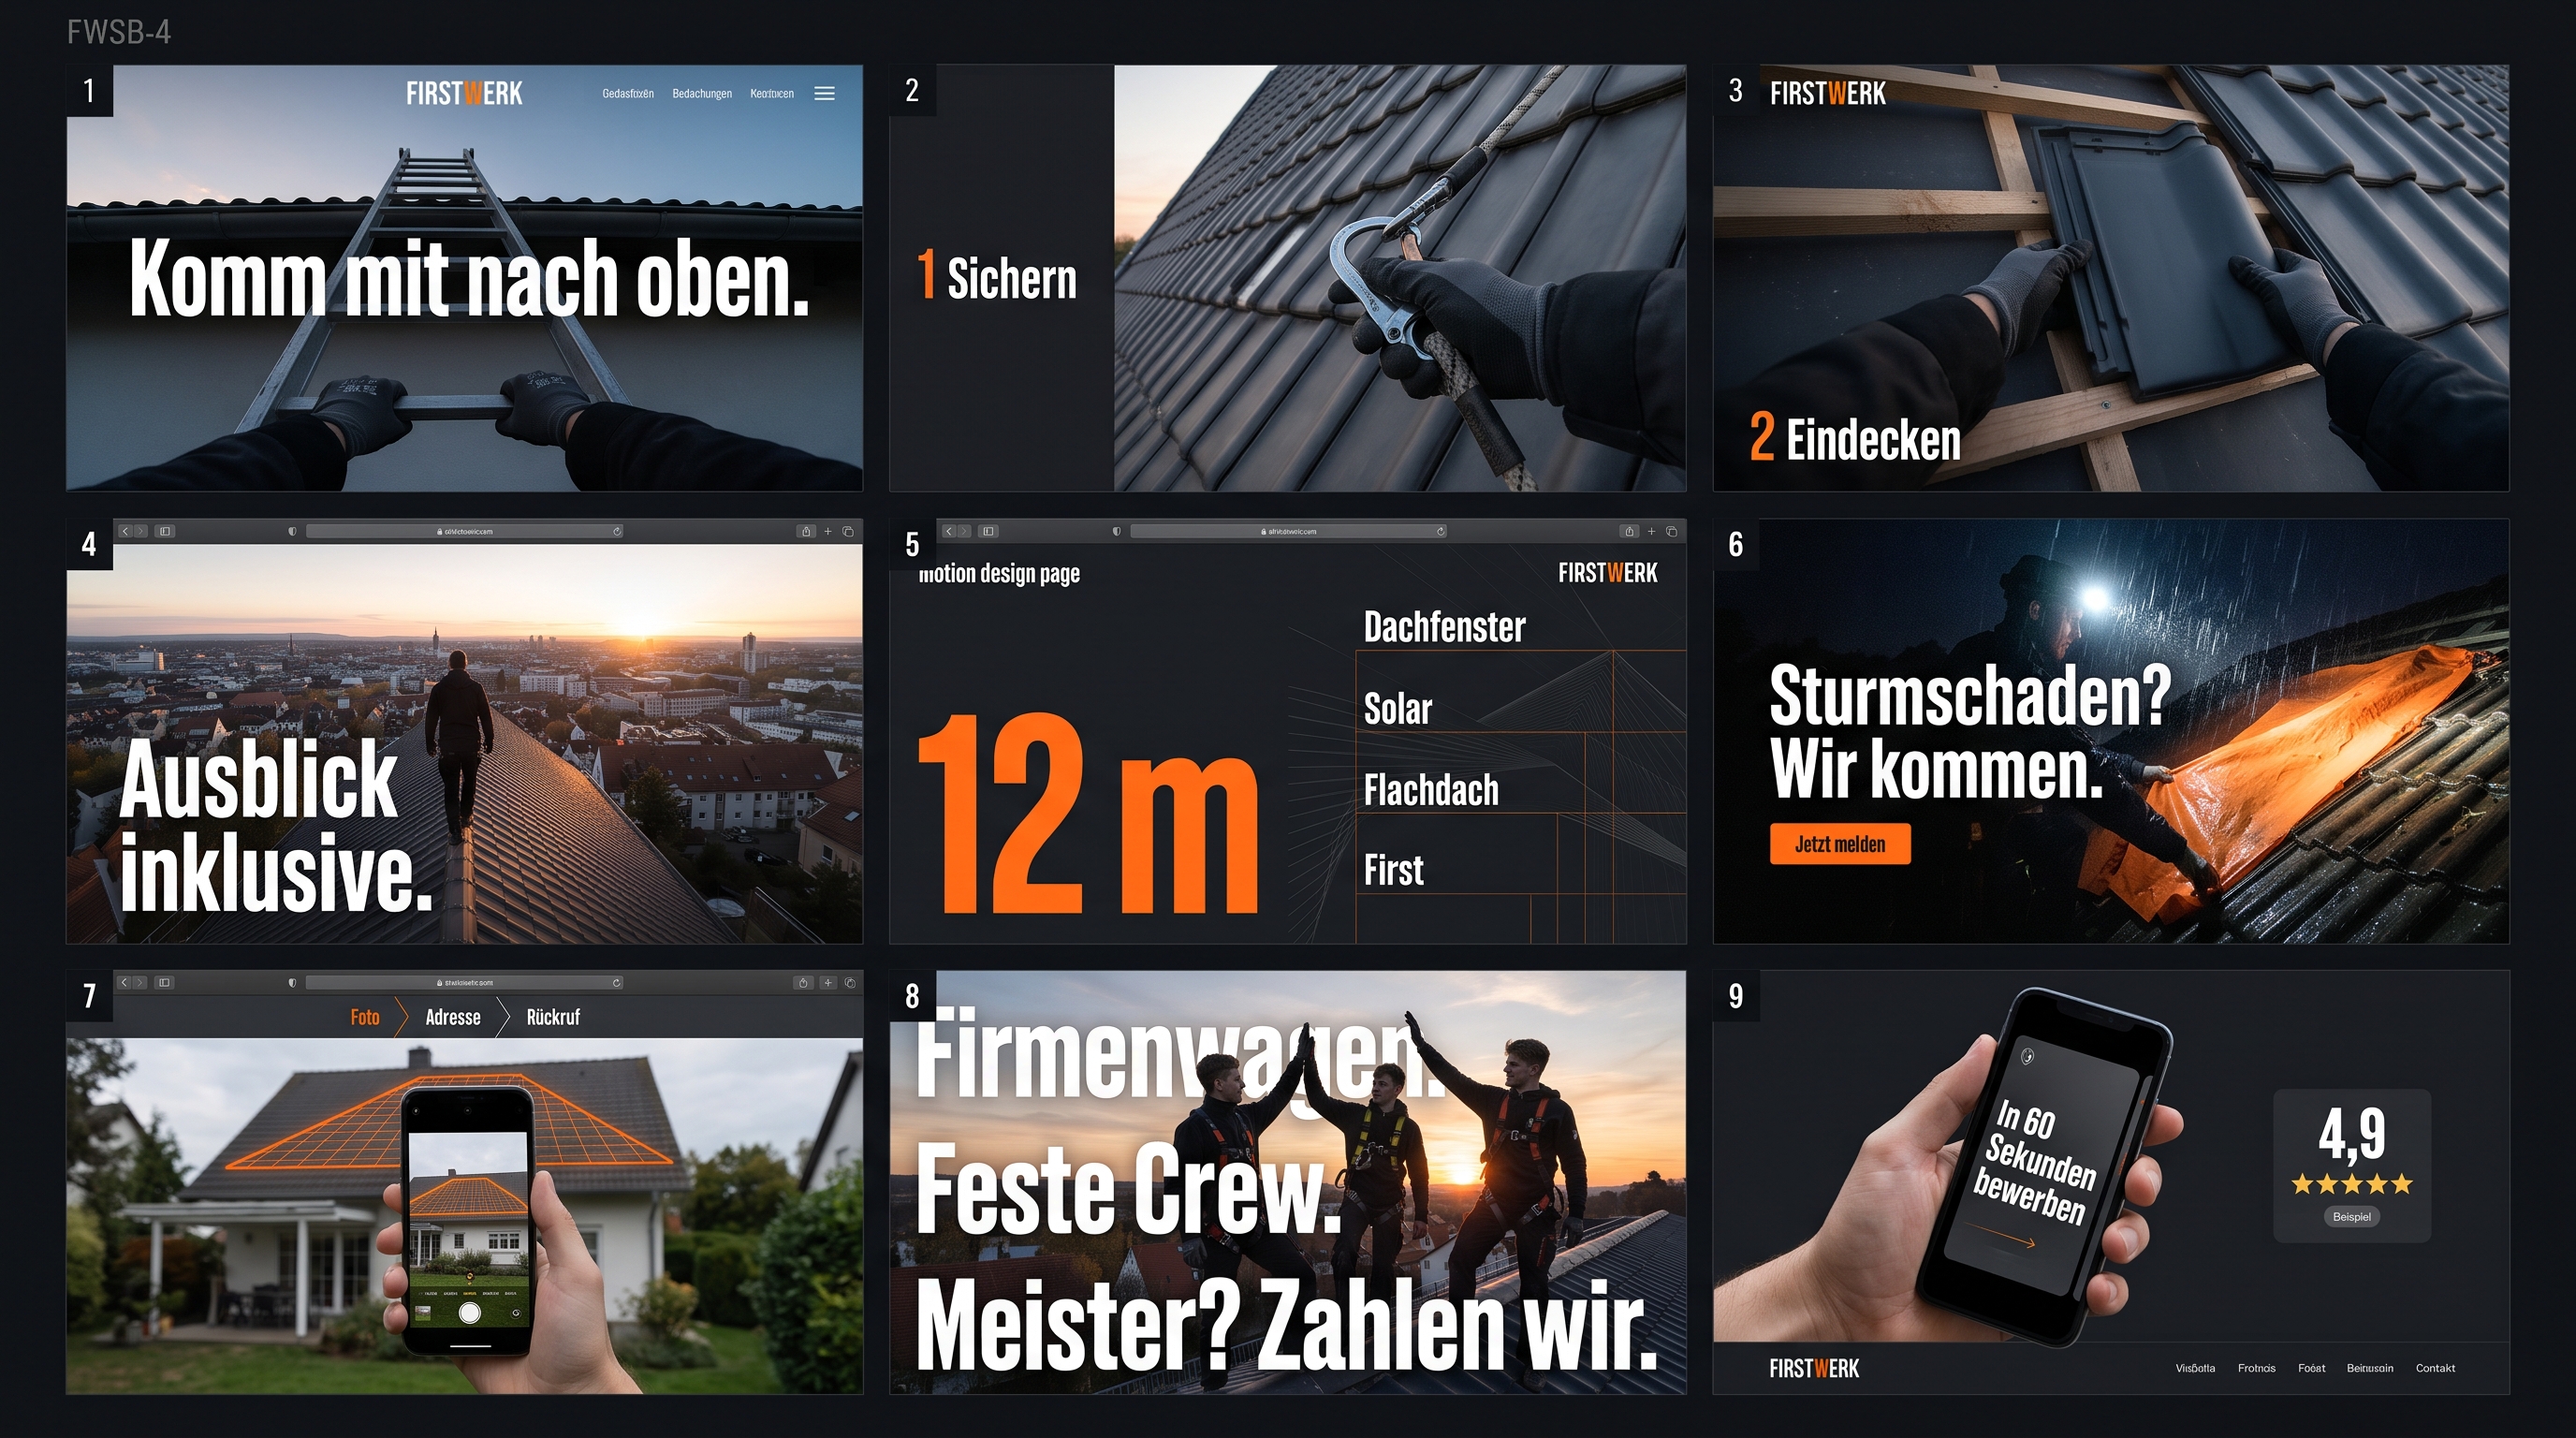 FWSB-4
1
FIRSTWERK
Bedachungen
Komm mit nach oben.
2
1 Sichern
3
FIRSTWERK
2 Eindecken
4
Ausblick
inklusive.
5
motion design page
FIRSTWERK
12 m
Dachfenster
Solar
Flachdach
First
6
Sturmschaden?
Wir kommen.
Jetzt melden
7
Foto
Adresse
Rückruf
8
Firmenwagen.
Feste Crew.
Meister? Zahlen wir.
9
In 60
Sekunden
bewerben
4,9
Beispiel
FIRSTWERK
Contakt